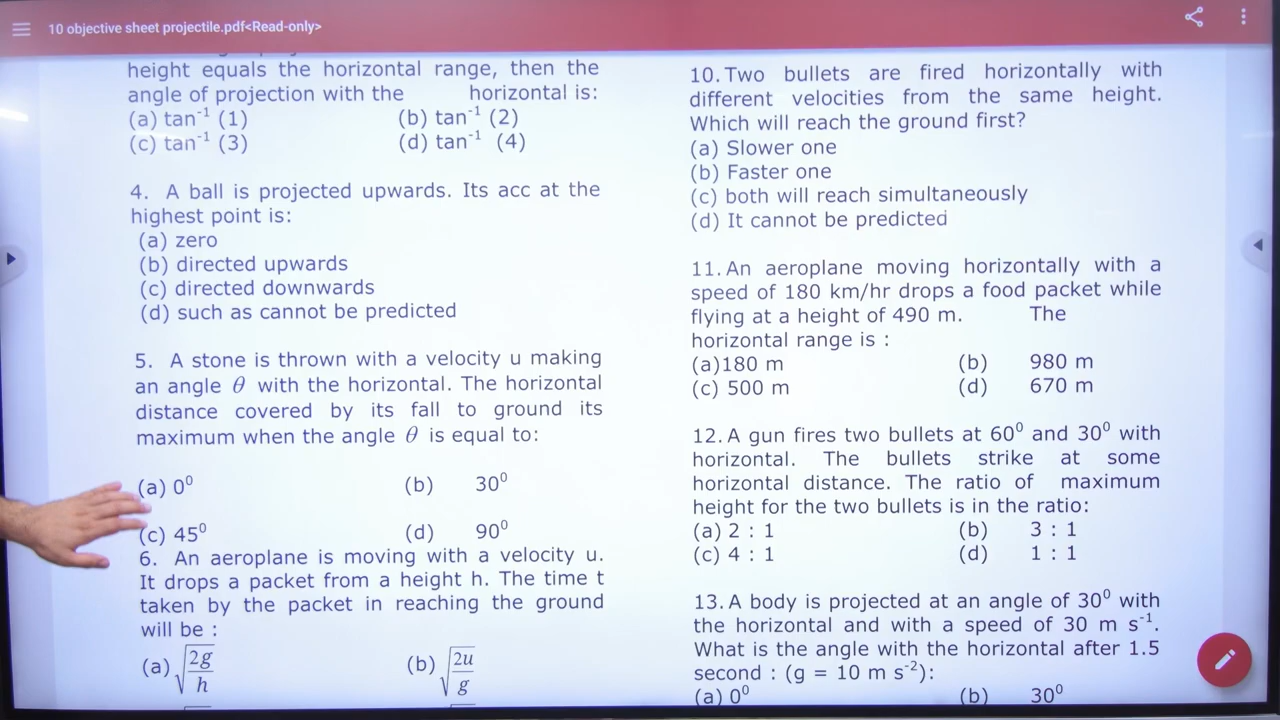 10 objective sheet projectile.pdf<Read-only>
height equals the horizontal range, then the
angle of projection with the horizontal is:
(a) tan⁻¹ (1) (b) tan⁻¹ (2)
(c) tan⁻¹ (3) (d) tan⁻¹ (4)
4. A ball is projected upwards. Its acc at the
highest point is:
(a) zero
(b) directed upwards
(c) directed downwards
(d) such as cannot be predicted
5. A stone is thrown with a velocity u making
an angle θ with the horizontal. The horizontal
distance covered by its fall to ground its
maximum when the angle θ is equal to:
(a) 0⁰ (b) 30⁰
(c) 45⁰ (d) 90⁰
6. An aeroplane is moving with a velocity u.
It drops a packet from a height h. The time t
taken by the packet in reaching the ground
will be :
(a) √(2g/h) (b) √(2u/g)
10. Two bullets are fired horizontally with
different velocities from the same height.
Which will reach the ground first?
(a) Slower one
(b) Faster one
(c) both will reach simultaneously
(d) It cannot be predicted
11. An aeroplane moving horizontally with a
speed of 180 km/hr drops a food packet while
flying at a height of 490 m. The
horizontal range is :
(a)180 m (b) 980 m
(c) 500 m (d) 670 m
12. A gun fires two bullets at 60⁰ and 30⁰ with
horizontal. The bullets strike at some
horizontal distance. The ratio of maximum
height for the two bullets is in the ratio:
(a) 2 : 1 (b) 3 : 1
(c) 4 : 1 (d) 1 : 1
13. A body is projected at an angle of 30⁰ with
the horizontal and with a speed of 30 m s⁻¹.
What is the angle with the horizontal after 1.5
second : (g = 10 m s⁻²):
(a) 0⁰ (b) 30⁰